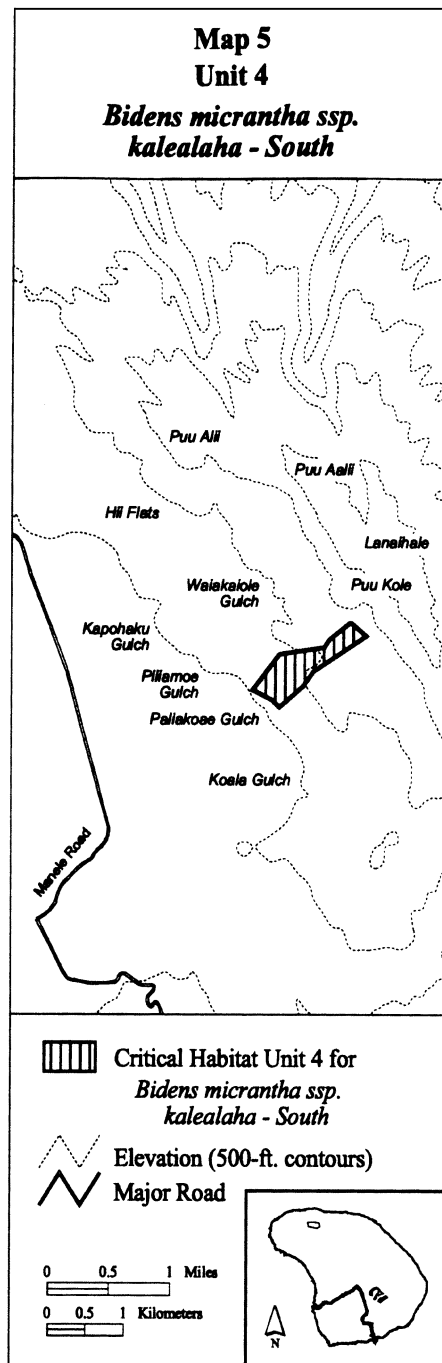 Map 5
Unit 4
Bidens micrantha ssp.
kalealaha - South
Puu Alii
Puu Aalii
Hii Flats
Lanaihale
Waiakaiole
Gulch
Puu Kole
Kapohaku
Gulch
Piliamoe
Gulch
Paliakoae Gulch
Koala Gulch
Manele Road
Critical Habitat Unit 4 for
Bidens micrantha ssp.
kalealaha - South
Elevation (500-ft. contours)
Major Road
0 0.5 1 Miles
0 0.5 1 Kilometers
N